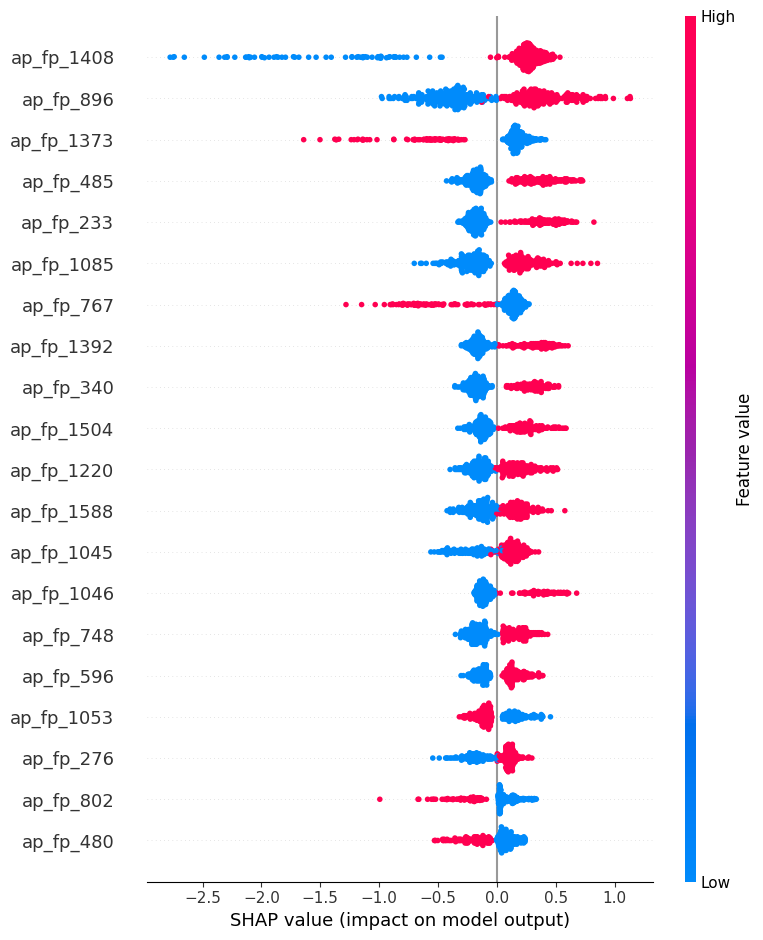 High
ap_fp_1408
ap_fp_896
ap_fp_1373
ap_fp_485
ap_fp_233
ap_fp_1085
ap_fp_767
ap_fp_1392
ap_fp_340
ap_fp_1504
ap_fp_1220
ap_fp_1588
ap_fp_1045
ap_fp_1046
ap_fp_748
ap_fp_596
ap_fp_1053
ap_fp_276
ap_fp_802
ap_fp_480
Feature value
Low
−2.5 −2.0 −1.5 −1.0 −0.5 0.0 0.5 1.0
SHAP value (impact on model output)